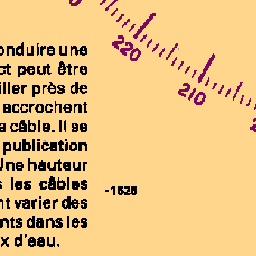 onduire une
ct peut être
iller près de
accrochent
a câble. Il se
publication
Une hauteur
s les câbles
nt varier des
nts dans les
x d'eau.
-1626
220
210